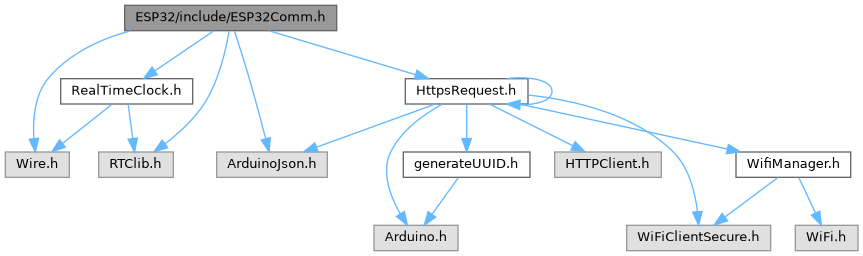 ESP32/include/ESP32Comm.h
RealTimeClock.h
HttpsRequest.h
Wire.h
RTClib.h
ArduinoJson.h
generateUUID.h
HTTPClient.h
WifiManager.h
Arduino.h
WiFiClientSecure.h
WiFi.h